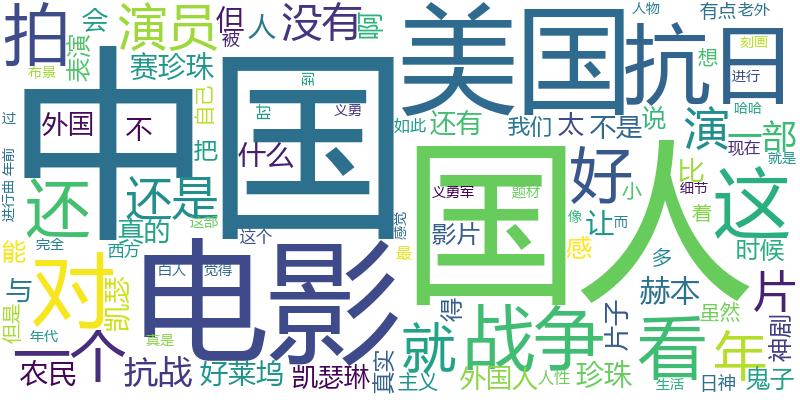 拍 会 演员 但 人 没有 时
表演 被
布景 赛珍珠
美国 抗日
人物 有点 老外
想 刻画 进行
哈哈
中国
外国 不 自己 时 到 义勇
把 什么
如此 还有 我们 太 不是 说 演 一部
现在 就是
过
年前
进行曲
还 还是
真的 这部 这个 感觉
国人
义勇军 题材 好 比 细节 这
影片 像 让 小 着
最 感 而 多 时候
能 完全 西方
对 电影
白人 觉得
与 凯瑟
但是 年代 真是
一个
农民 抗战 好莱坞 凯瑟琳 真实 主义
得 就 战争 片子 看 年 片
赫本 虽然 神剧
外国人 人性 珍珠 生活 日神 鬼子